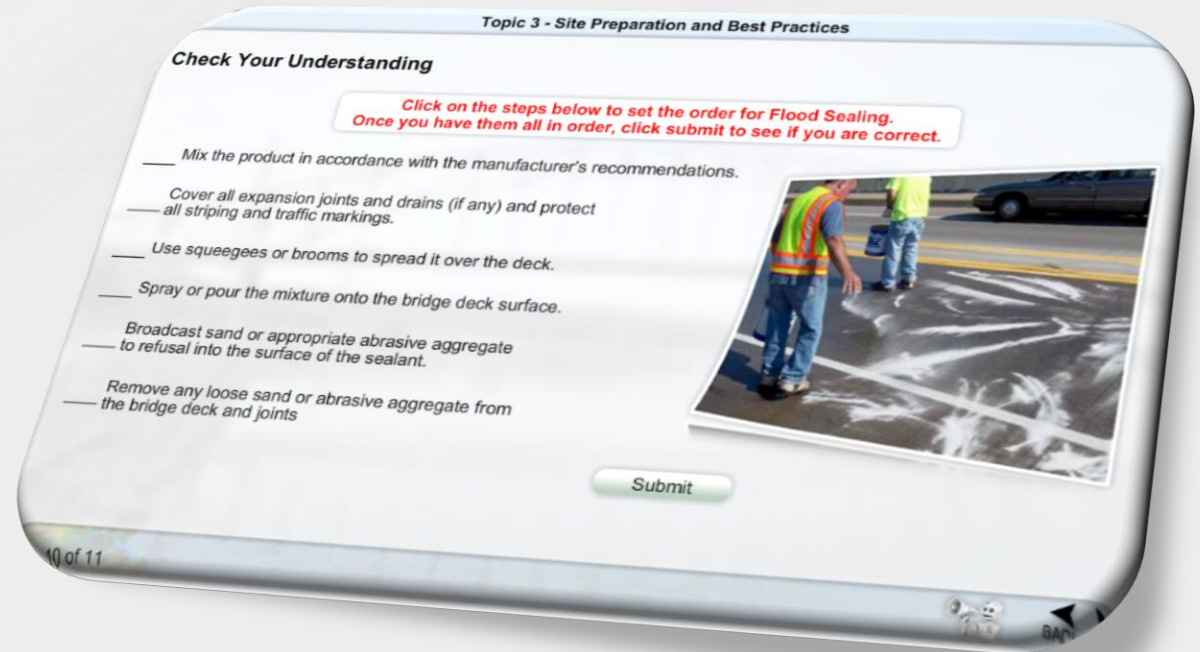 Topic 3 - Site Preparation and Best Practices
Check Your Understanding
Click on the steps below to set the order for Flood Sealing.
Once you have them all in order, click submit to see if you are correct.
___ Mix the product in accordance with the manufacturer's recommendations.
Cover all expansion joints and drains (if any) and protect
___ all striping and traffic markings.
___ Use squeegees or brooms to spread it over the deck.
___ Spray or pour the mixture onto the bridge deck surface.
Broadcast sand or appropriate abrasive aggregate
___ to refusal into the surface of the sealant.
Remove any loose sand or abrasive aggregate from
___ the bridge deck and joints
Submit
10 of 11